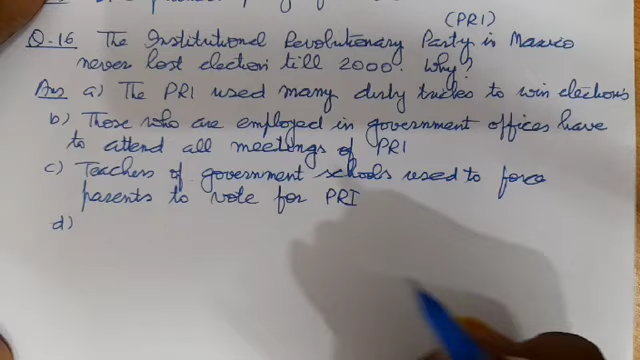 (PRI)
Q.16 The Institutional Revolutionary Party in Mexico
never lost election till 2000. Why?
Ans a) The PRI used many dirty tricks to win elections
b) Those who are employed in government offices have
to attend all meetings of PRI
c) Teachers of government schools used to force
parents to vote for PRI
d)